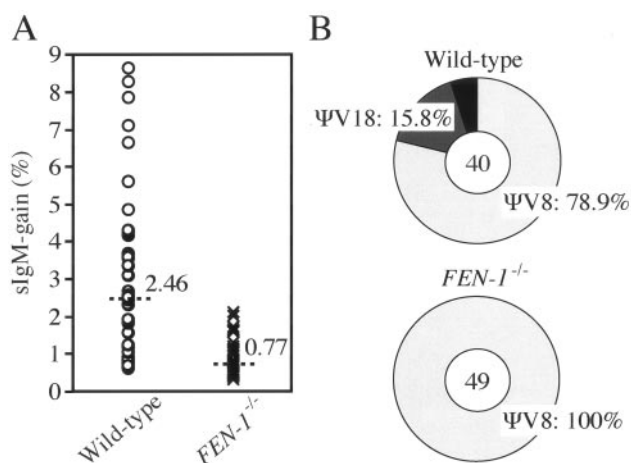 A
sIgM-gain (%)
9
8
7
6
5
4
3
2
1
0
2.46
0.77
Wild-type
FEN-1⁻/⁻
B
Wild-type
ΨV18: 15.8%
40
ΨV8: 78.9%
FEN-1⁻/⁻
49
ΨV8: 100%